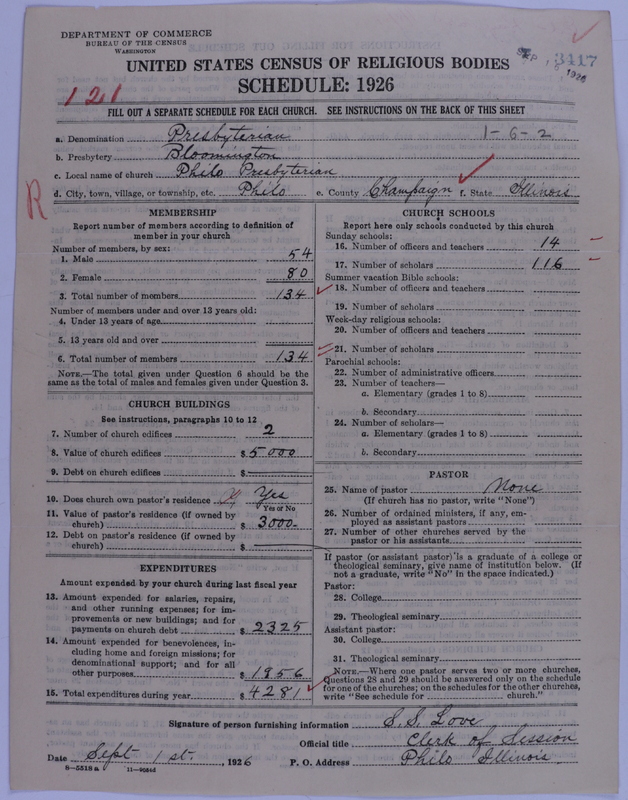 DEPARTMENT OF COMMERCE
BUREAU OF THE CENSUS
WASHINGTON
SEP 5 1926 3417
UNITED STATES CENSUS OF RELIGIOUS BODIES
SCHEDULE: 1926
121
FILL OUT A SEPARATE SCHEDULE FOR EACH CHURCH. SEE INSTRUCTIONS ON THE BACK OF THIS SHEET
a. Denomination Presbyterian 1-6-2
b. Presbytery Bloomington
c. Local name of church Philo Presbyterian
d. City, town, village, or township, etc. Philo e. County Champaign f. State Illinois
R
MEMBERSHIP
Report number of members according to definition of
member in your church
Number of members, by sex:
1. Male 54
2. Female 80
3. Total number of members 134
Number of members under and over 13 years old:
4. Under 13 years of age
5. 13 years old and over
6. Total number of members 134
NOTE.—The total given under Question 6 should be the
same as the total of males and females given under Question 3.
CHURCH BUILDINGS
See instructions, paragraphs 10 to 12
7. Number of church edifices 2
8. Value of church edifices $ 5000
9. Debt on church edifices $
10. Does church own pastor's residence Yes
Yes or No
11. Value of pastor's residence (if owned by
church) $ 3000-
12. Debt on pastor's residence (if owned by
church) $
EXPENDITURES
Amount expended by your church during last fiscal year
13. Amount expended for salaries, repairs,
and other running expenses; for im-
provements or new buildings; and for
payments on church debt $ 2325
14. Amount expended for benevolences, in-
cluding home and foreign missions; for
denominational support; and for all
other purposes $ 1956
15. Total expenditures during year $ 4281
CHURCH SCHOOLS
Report here only schools conducted by this church
Sunday schools:
16. Number of officers and teachers 14
17. Number of scholars 116
Summer vacation Bible schools:
18. Number of officers and teachers
19. Number of scholars
Week-day religious schools:
20. Number of officers and teachers
21. Number of scholars
Parochial schools:
22. Number of administrative officers
23. Number of teachers—
a. Elementary (grades 1 to 8)
b. Secondary
24. Number of scholars—
a. Elementary (grades 1 to 8)
b. Secondary
PASTOR
25. Name of pastor None
(If church has no pastor, write "None")
26. Number of ordained ministers, if any, em-
ployed as assistant pastors
27. Number of other churches served by the
pastor or his assistants
If pastor (or assistant pastor) is a graduate of a college or
theological seminary, give name of institution below. (If
not a graduate, write "No" in the space indicated.)
Pastor:
28. College
29. Theological seminary
Assistant pastor:
30. College
31. Theological seminary
NOTE.—Where one pastor serves two or more churches,
Questions 28 and 29 should be answered only on the schedule
for one of the churches; on the schedules for the other churches,
write "See schedule for church."
Signature of person furnishing information S. S. Love
Official title Clerk of Session
Date Sept 1st., 1926 P. O. Address Philo Illinois
8-5518a